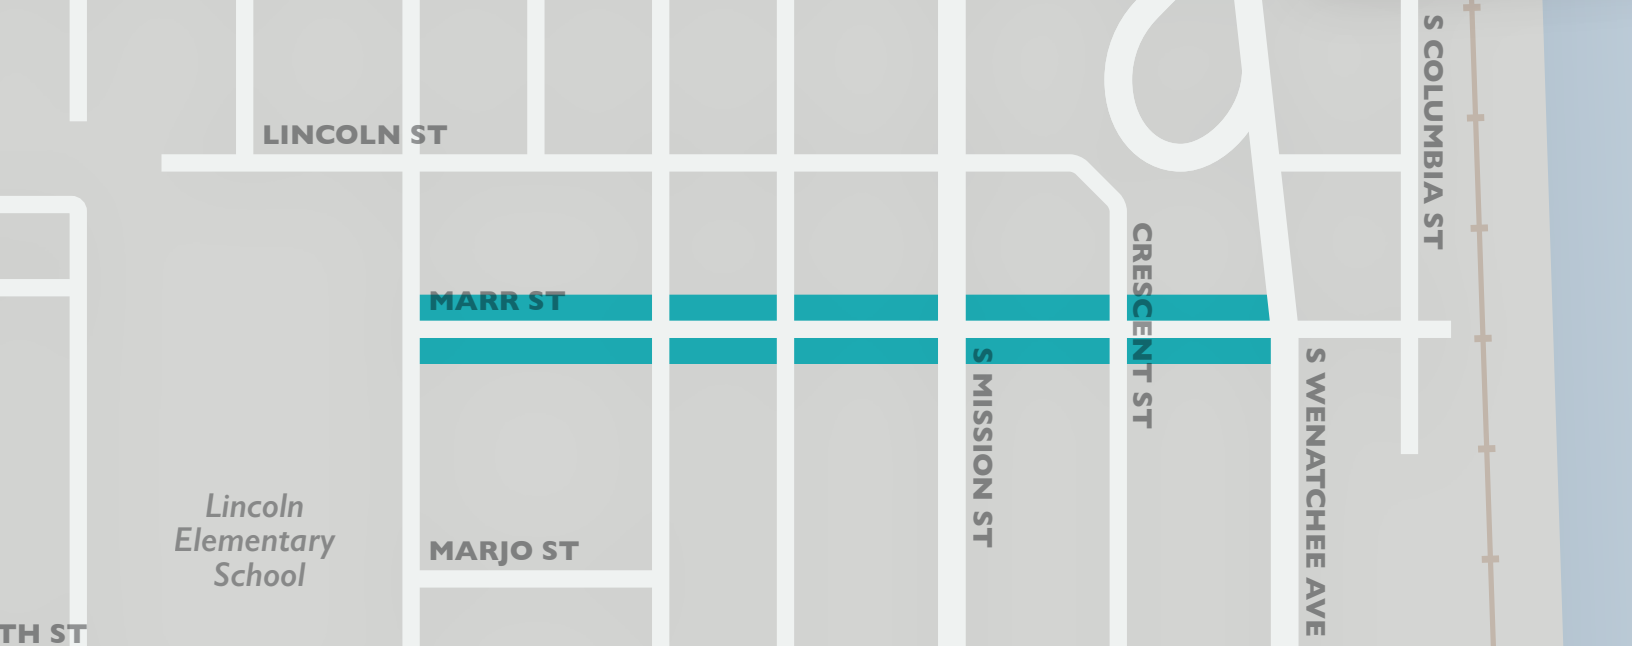 S COLUMBIA ST
LINCOLN ST
CRESCENT ST
MARR ST
S MISSION ST
S WENATCHEE AVE
Lincoln
Elementary
School
MARJO ST
TH ST